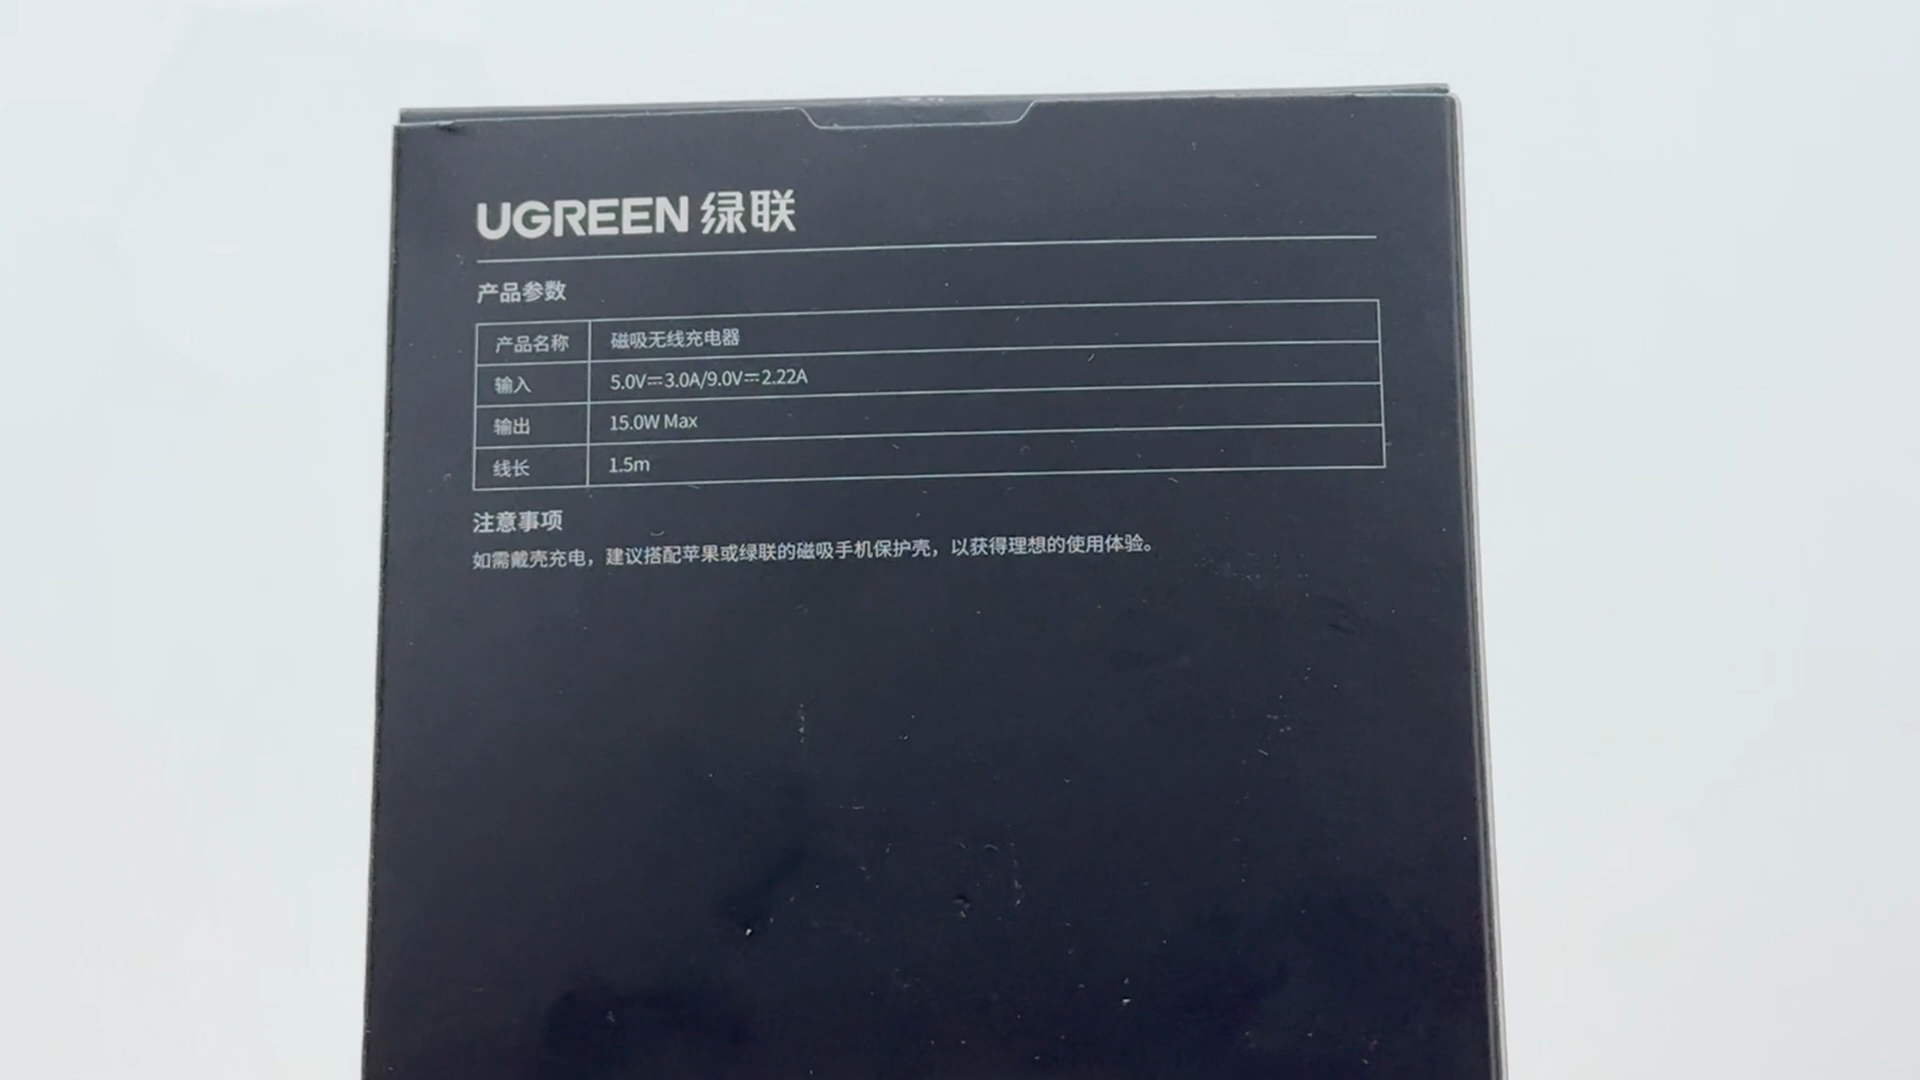 UGREEN 绿联
产品参数
产品名称 磁吸无线充电器
输入 5.0V⎓3.0A/9.0V⎓2.22A
输出 15.0W Max
线长 1.5m
注意事项
如需戴壳充电，建议搭配苹果或绿联的磁吸手机保护壳，以获得理想的使用体验。